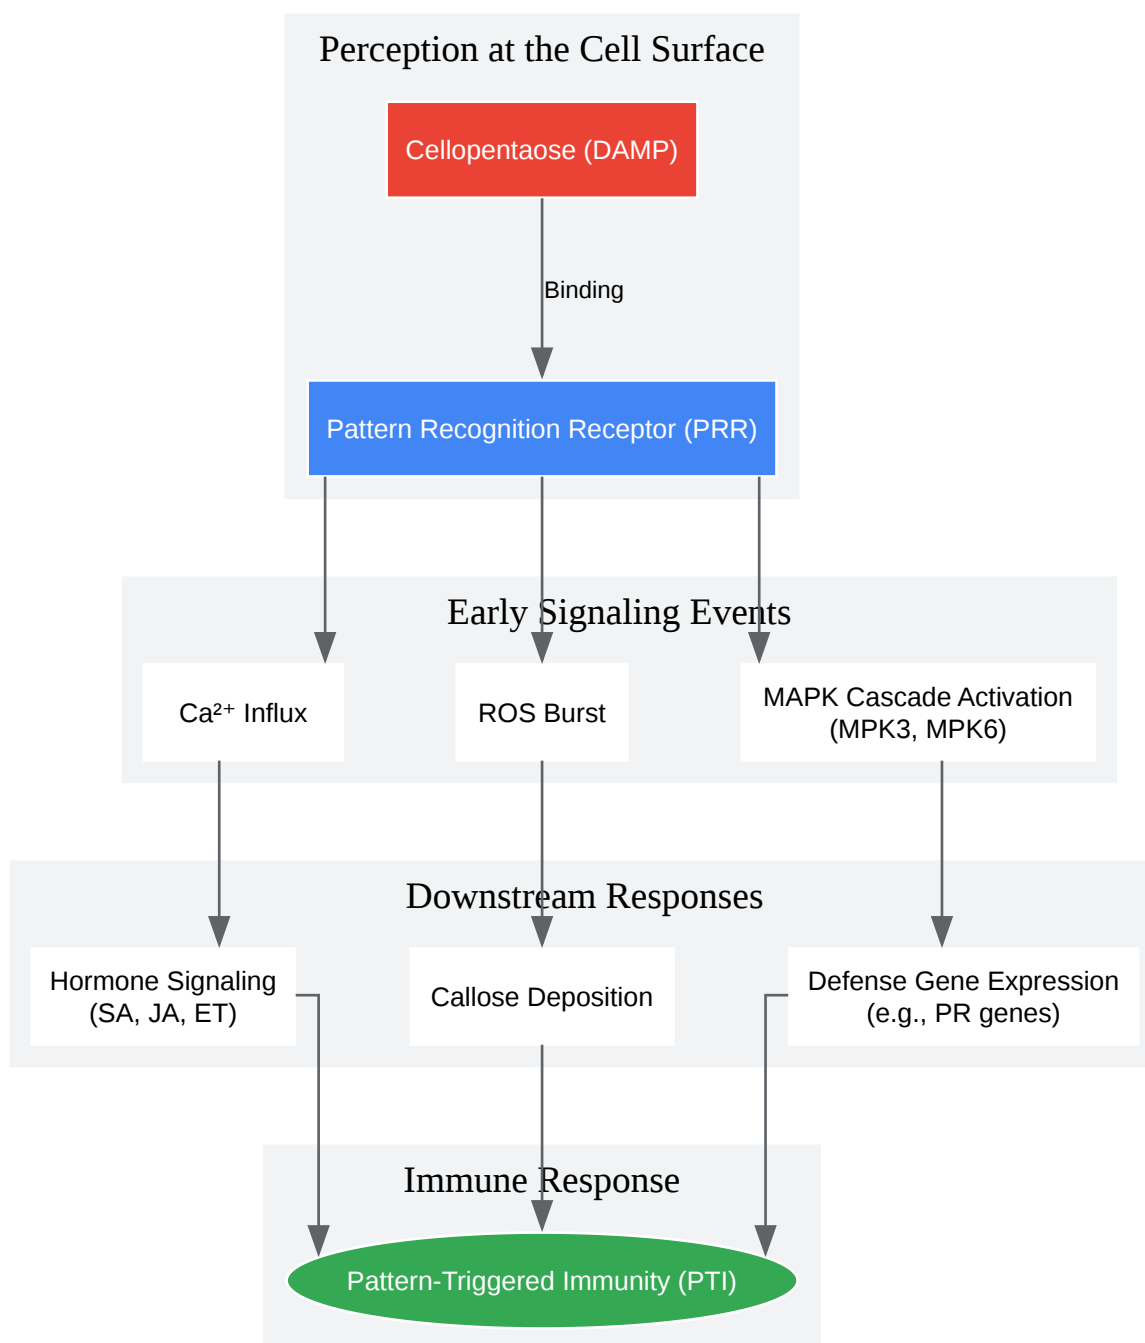 Perception at the Cell Surface
Cellopentaose (DAMP)
Binding
Pattern Recognition Receptor (PRR)
Early Signaling Events
Ca²⁺ Influx
ROS Burst
MAPK Cascade Activation
(MPK3, MPK6)
Downstream Responses
Hormone Signaling
(SA, JA, ET)
Callose Deposition
Defense Gene Expression
(e.g., PR genes)
Immune Response
Pattern-Triggered Immunity (PTI)